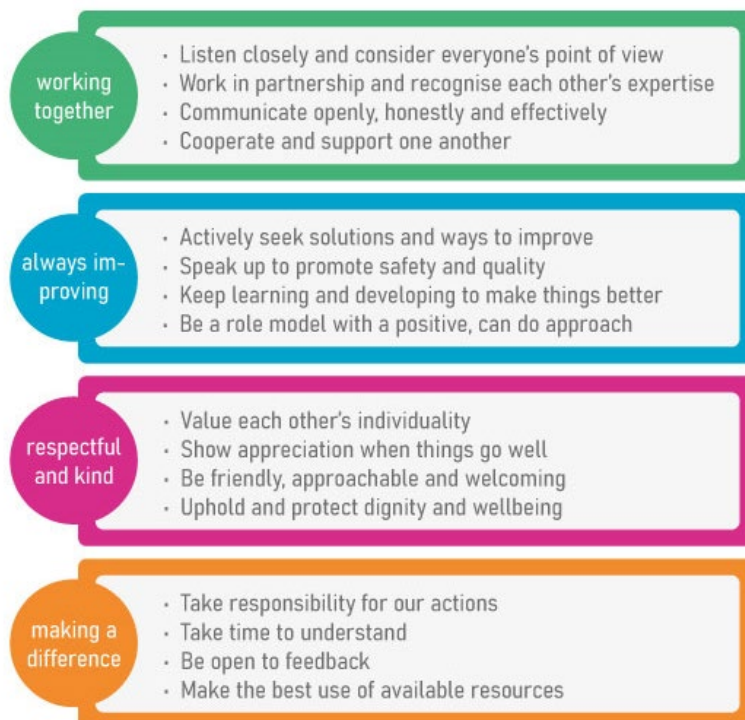 working
together
· Listen closely and consider everyone's point of view
· Work in partnership and recognise each other's expertise
· Communicate openly, honestly and effectively
· Cooperate and support one another
always im-
proving
· Actively seek solutions and ways to improve
· Speak up to promote safety and quality
· Keep learning and developing to make things better
· Be a role model with a positive, can do approach
respectful
and kind
· Value each other's individuality
· Show appreciation when things go well
· Be friendly, approachable and welcoming
· Uphold and protect dignity and wellbeing
making a
difference
· Take responsibility for our actions
· Take time to understand
· Be open to feedback
· Make the best use of available resources